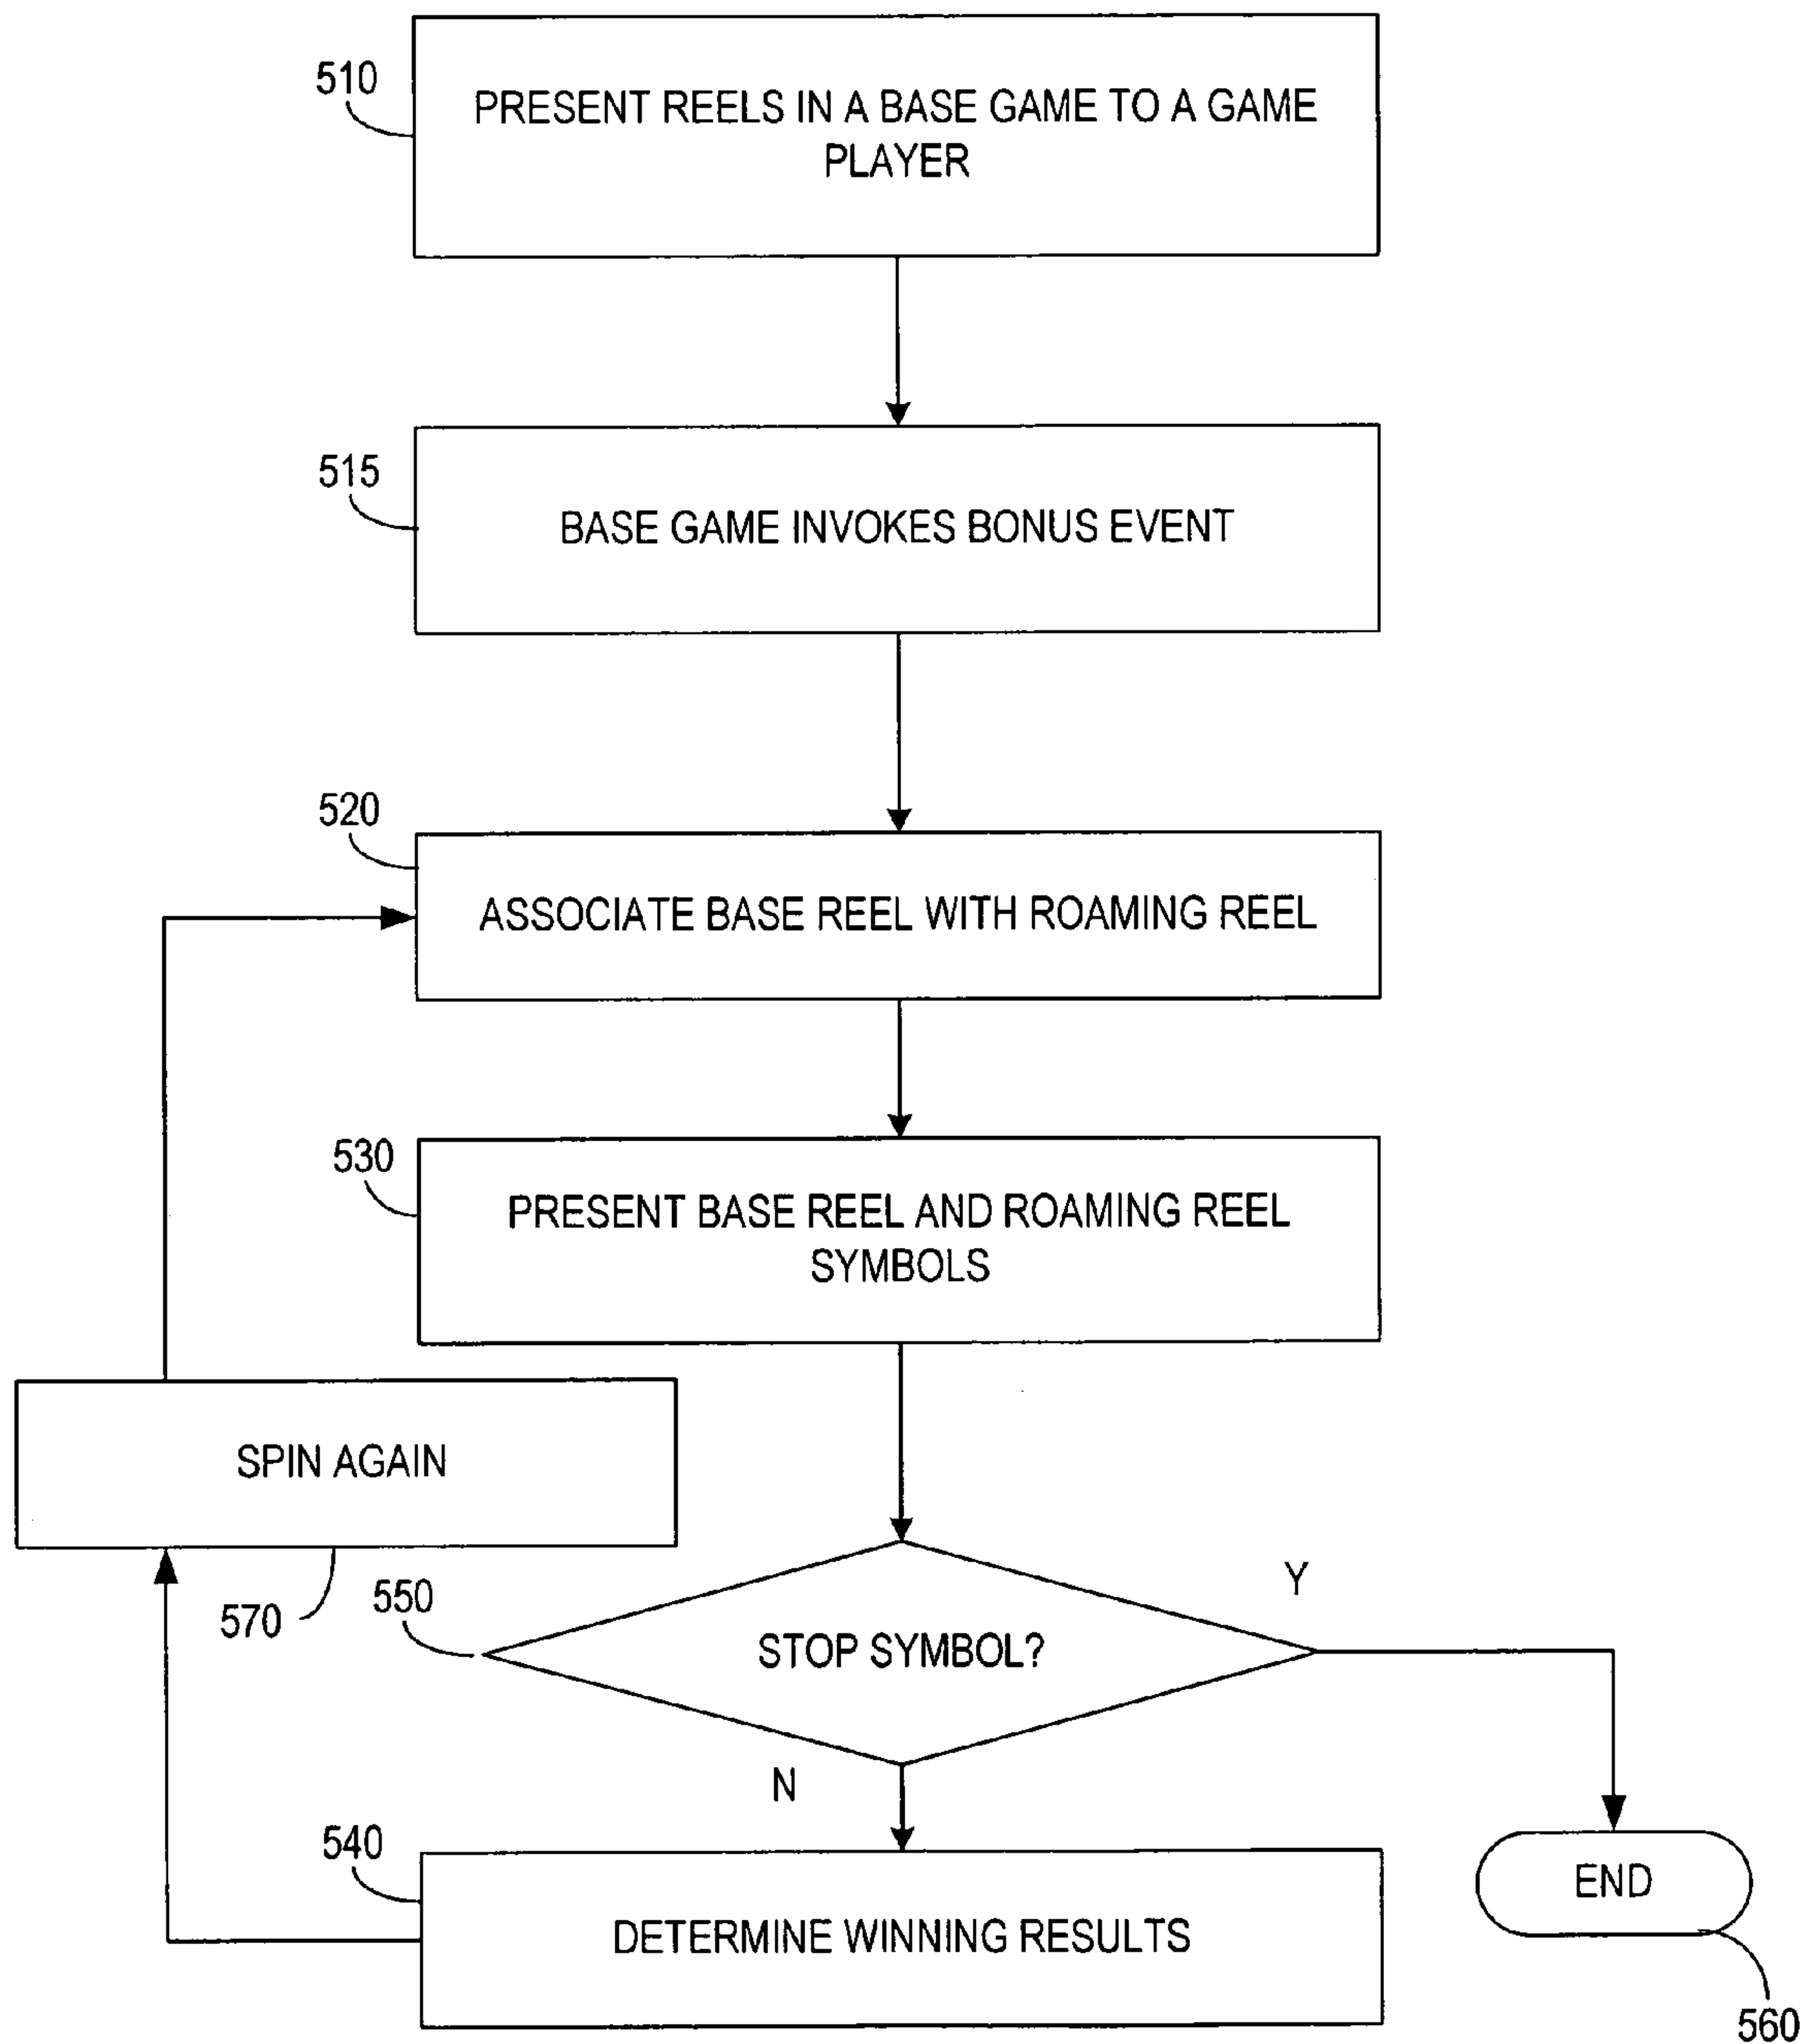 510
PRESENT REELS IN A BASE GAME TO A GAME
PLAYER
515
BASE GAME INVOKES BONUS EVENT
520
ASSOCIATE BASE REEL WITH ROAMING REEL
530
PRESENT BASE REEL AND ROAMING REEL
SYMBOLS
SPIN AGAIN
570
550
STOP SYMBOL?
Y
N
540
DETERMINE WINNING RESULTS
END
560